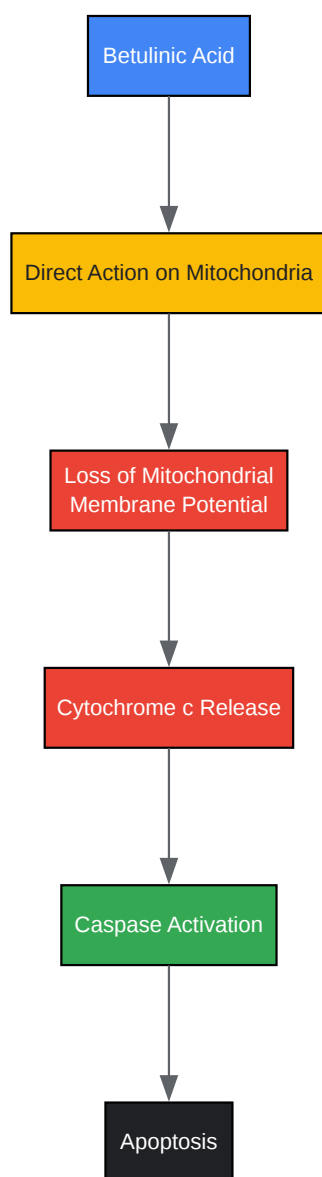 Betulinic Acid
Direct Action on Mitochondria
Loss of Mitochondrial
Membrane Potential
Cytochrome c Release
Caspase Activation
Apoptosis